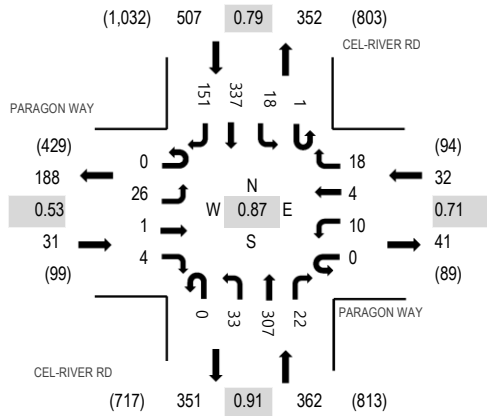 (1,032) 507 0.79 352 (803)
CEL-RIVER RD
151 337 18 1
PARAGON WAY
(429)
188
0.53
31
(99)
0
26
1
4
N
W 0.87 E
S
18
4
10
0
(94)
32
0.71
41
(89)
0 33 307 22
PARAGON WAY
CEL-RIVER RD
(717) 351 0.91 362 (813)